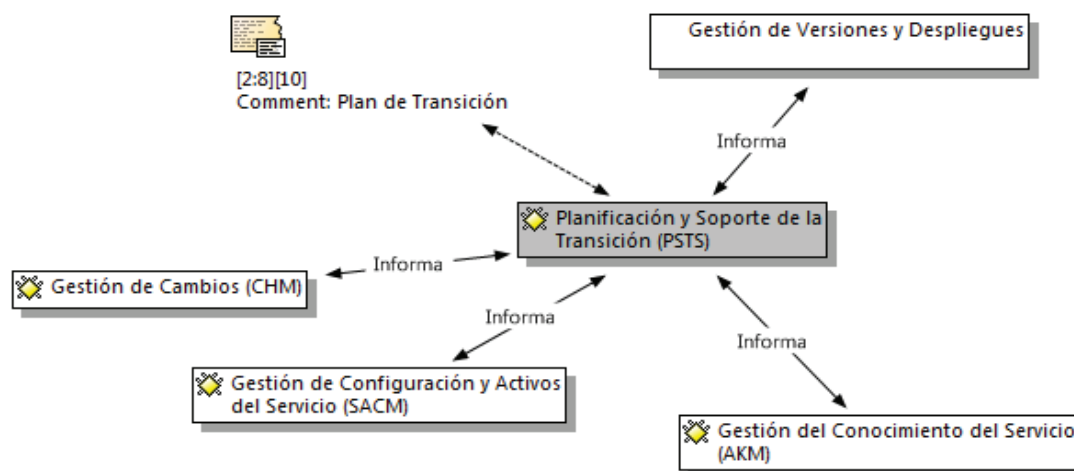 Gestión de Versiones y Despliegues
[2:8][10]
Comment: Plan de Transición
Informa
Planificación y Soporte de la
Transición (PSTS)
Informa
Gestión de Cambios (CHM)
Informa
Informa
Gestión de Configuración y Activos
del Servicio (SACM)
Gestión del Conocimiento del Servicio
(AKM)